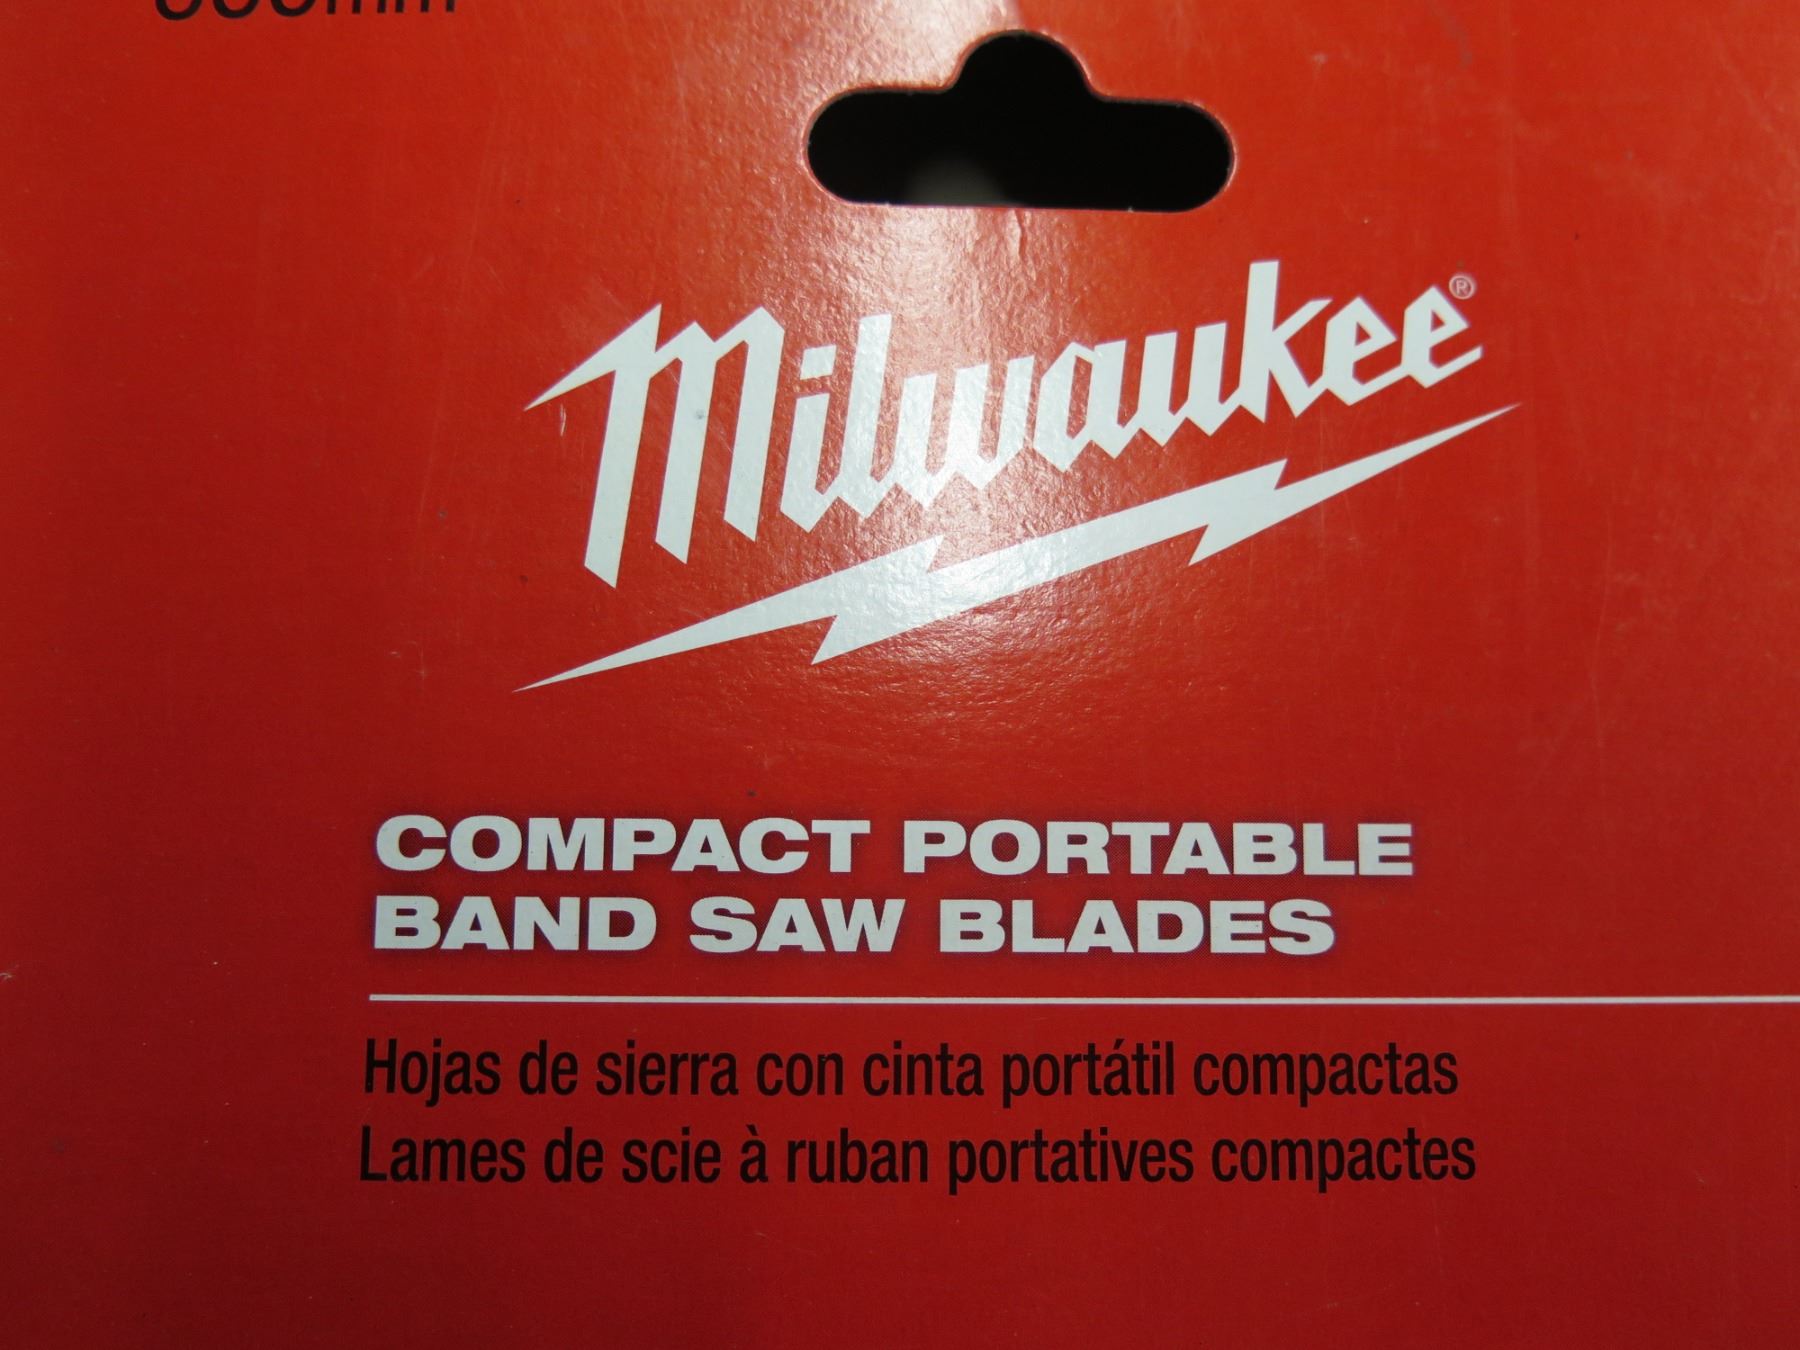 Milwaukee®
COMPACT PORTABLE
BAND SAW BLADES
Hojas de sierra con cinta portátil compactas
Lames de scie à ruban portatives compactes